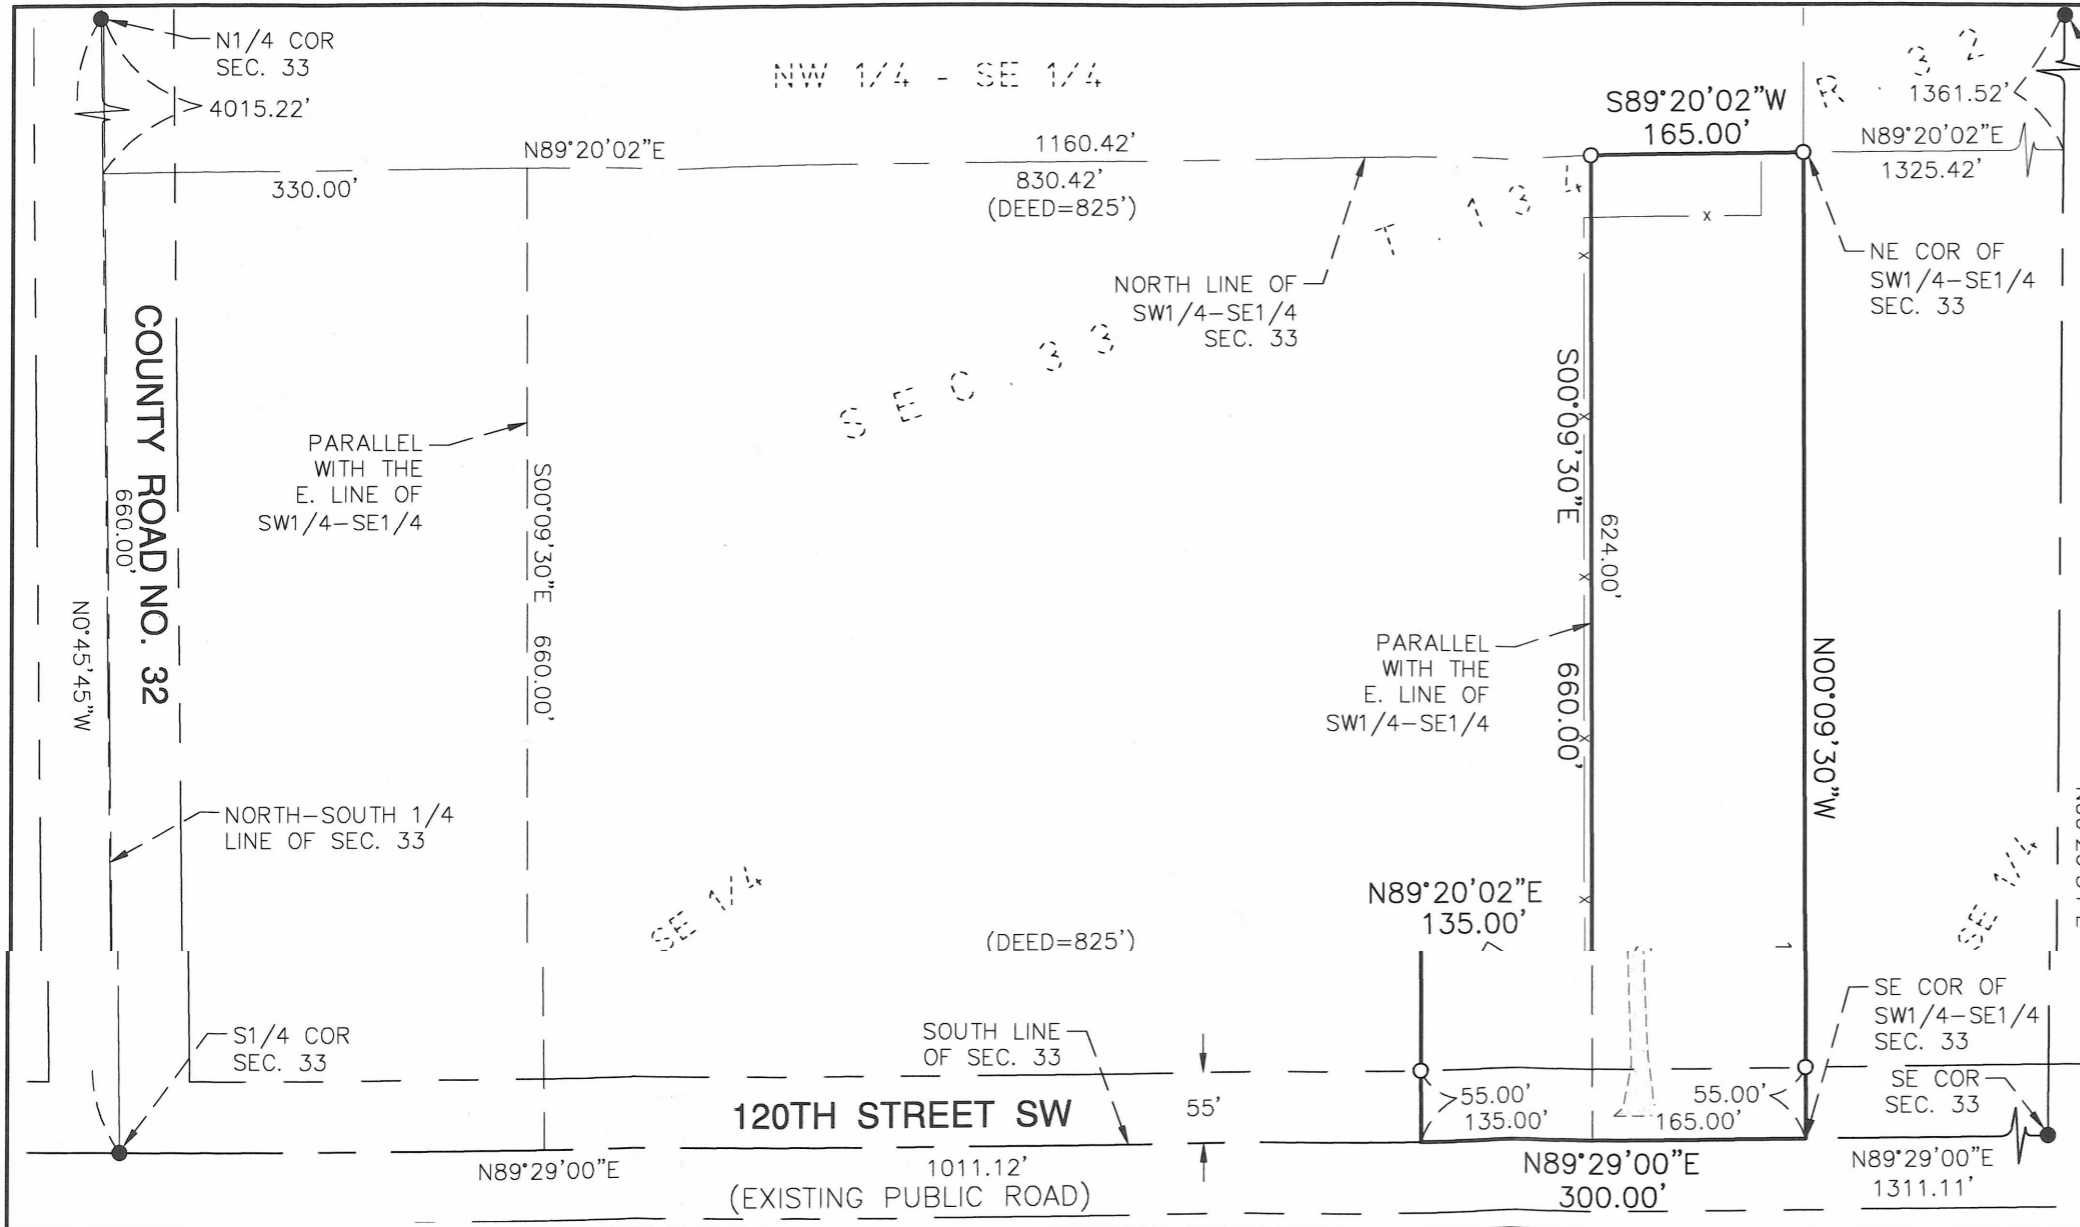 N1/4 COR
SEC. 33
4015.22'
NW 1/4 - SE 1/4
R. 32
1361.52'
S89°20'02"W
165.00'
N89°20'02"E
1325.42'
N89°20'02"E
1160.42'
330.00'
830.42'
(DEED=825')
T. 134
NE COR OF
SW1/4-SE1/4
SEC. 33
NORTH LINE OF
SW1/4-SE1/4
SEC. 33
SEC. 33
COUNTY ROAD NO. 32
660.00'
N0°45'45"W
PARALLEL
WITH THE
E. LINE OF
SW1/4-SE1/4
S00°09'30"E 660.00'
S00°09'30"E 660.00'
624.00'
PARALLEL
WITH THE
E. LINE OF
SW1/4-SE1/4
N00°09'30"W
NORTH-SOUTH 1/4
LINE OF SEC. 33
SE 1/4
SE 1/4
N89°20'02"E
135.00'
(DEED=825')
S1/4 COR
SEC. 33
SOUTH LINE
OF SEC. 33
SE COR OF
SW1/4-SE1/4
SEC. 33
SE COR
SEC. 33
120TH STREET SW
55'
55.00'
135.00'
55.00'
165.00'
N89°29'00"E
1011.12'
(EXISTING PUBLIC ROAD)
N89°29'00"E
300.00'
N89°29'00"E
1311.11'